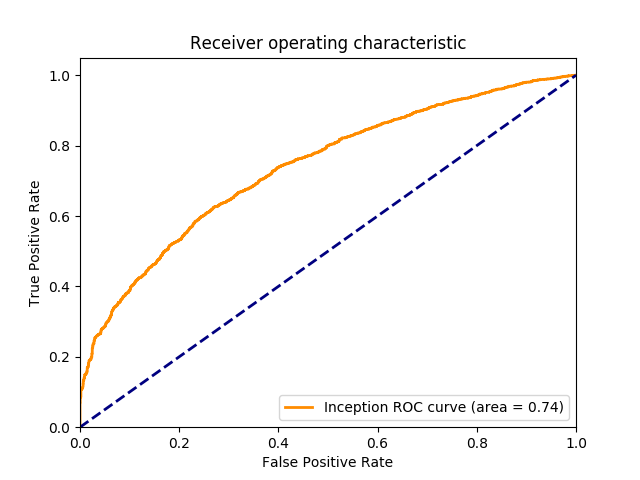 Receiver operating characteristic
True Positive Rate
1.0
0.8
0.6
0.4
0.2
0.0
Inception ROC curve (area = 0.74)
0.0 0.2 0.4 0.6 0.8 1.0
False Positive Rate